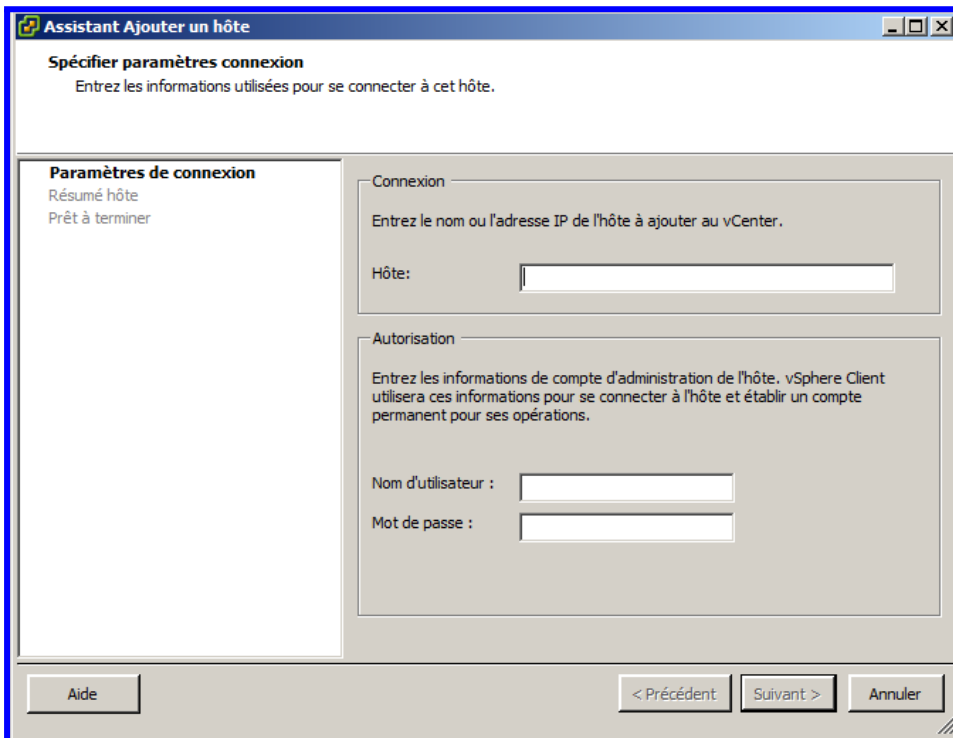 Assistant Ajouter un hôte
Spécifier paramètres connexion
Entrez les informations utilisées pour se connecter à cet hôte.
Paramètres de connexion
Résumé hôte
Prêt à terminer
Connexion
Entrez le nom ou l'adresse IP de l'hôte à ajouter au vCenter.
Hôte:
Autorisation
Entrez les informations de compte d'administration de l'hôte. vSphere Client
utilisera ces informations pour se connecter à l'hôte et établir un compte
permanent pour ses opérations.
Nom d'utilisateur :
Mot de passe :
Aide
< Précédent
Suivant >
Annuler